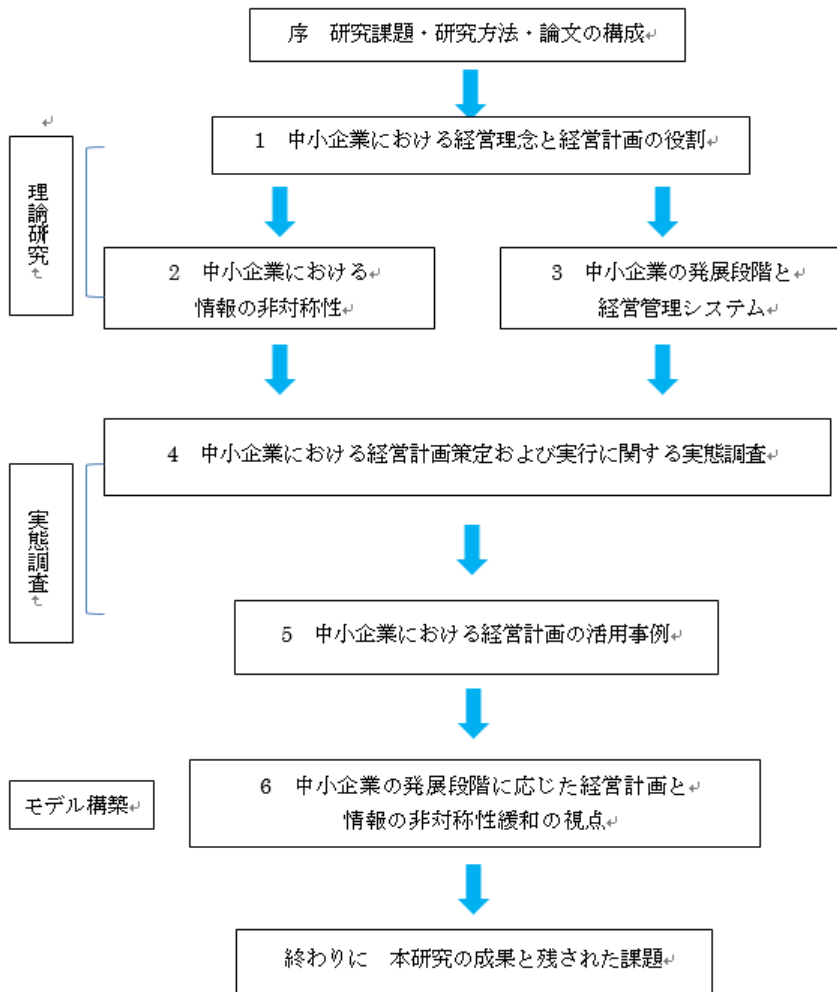 序　研究課題・研究方法・論文の構成↵
↵
1　中小企業における経営理念と経営計画の役割↵
理論研究↵
2　中小企業における↵
情報の非対称性↵
3　中小企業の発展段階と↵
経営管理システム↵
4　中小企業における経営計画策定および実行に関する実態調査↵
実態調査↵
5　中小企業における経営計画の活用事例↵
モデル構築↵
6　中小企業の発展段階に応じた経営計画と↵
情報の非対称性緩和の視点↵
終わりに　本研究の成果と残された課題↵